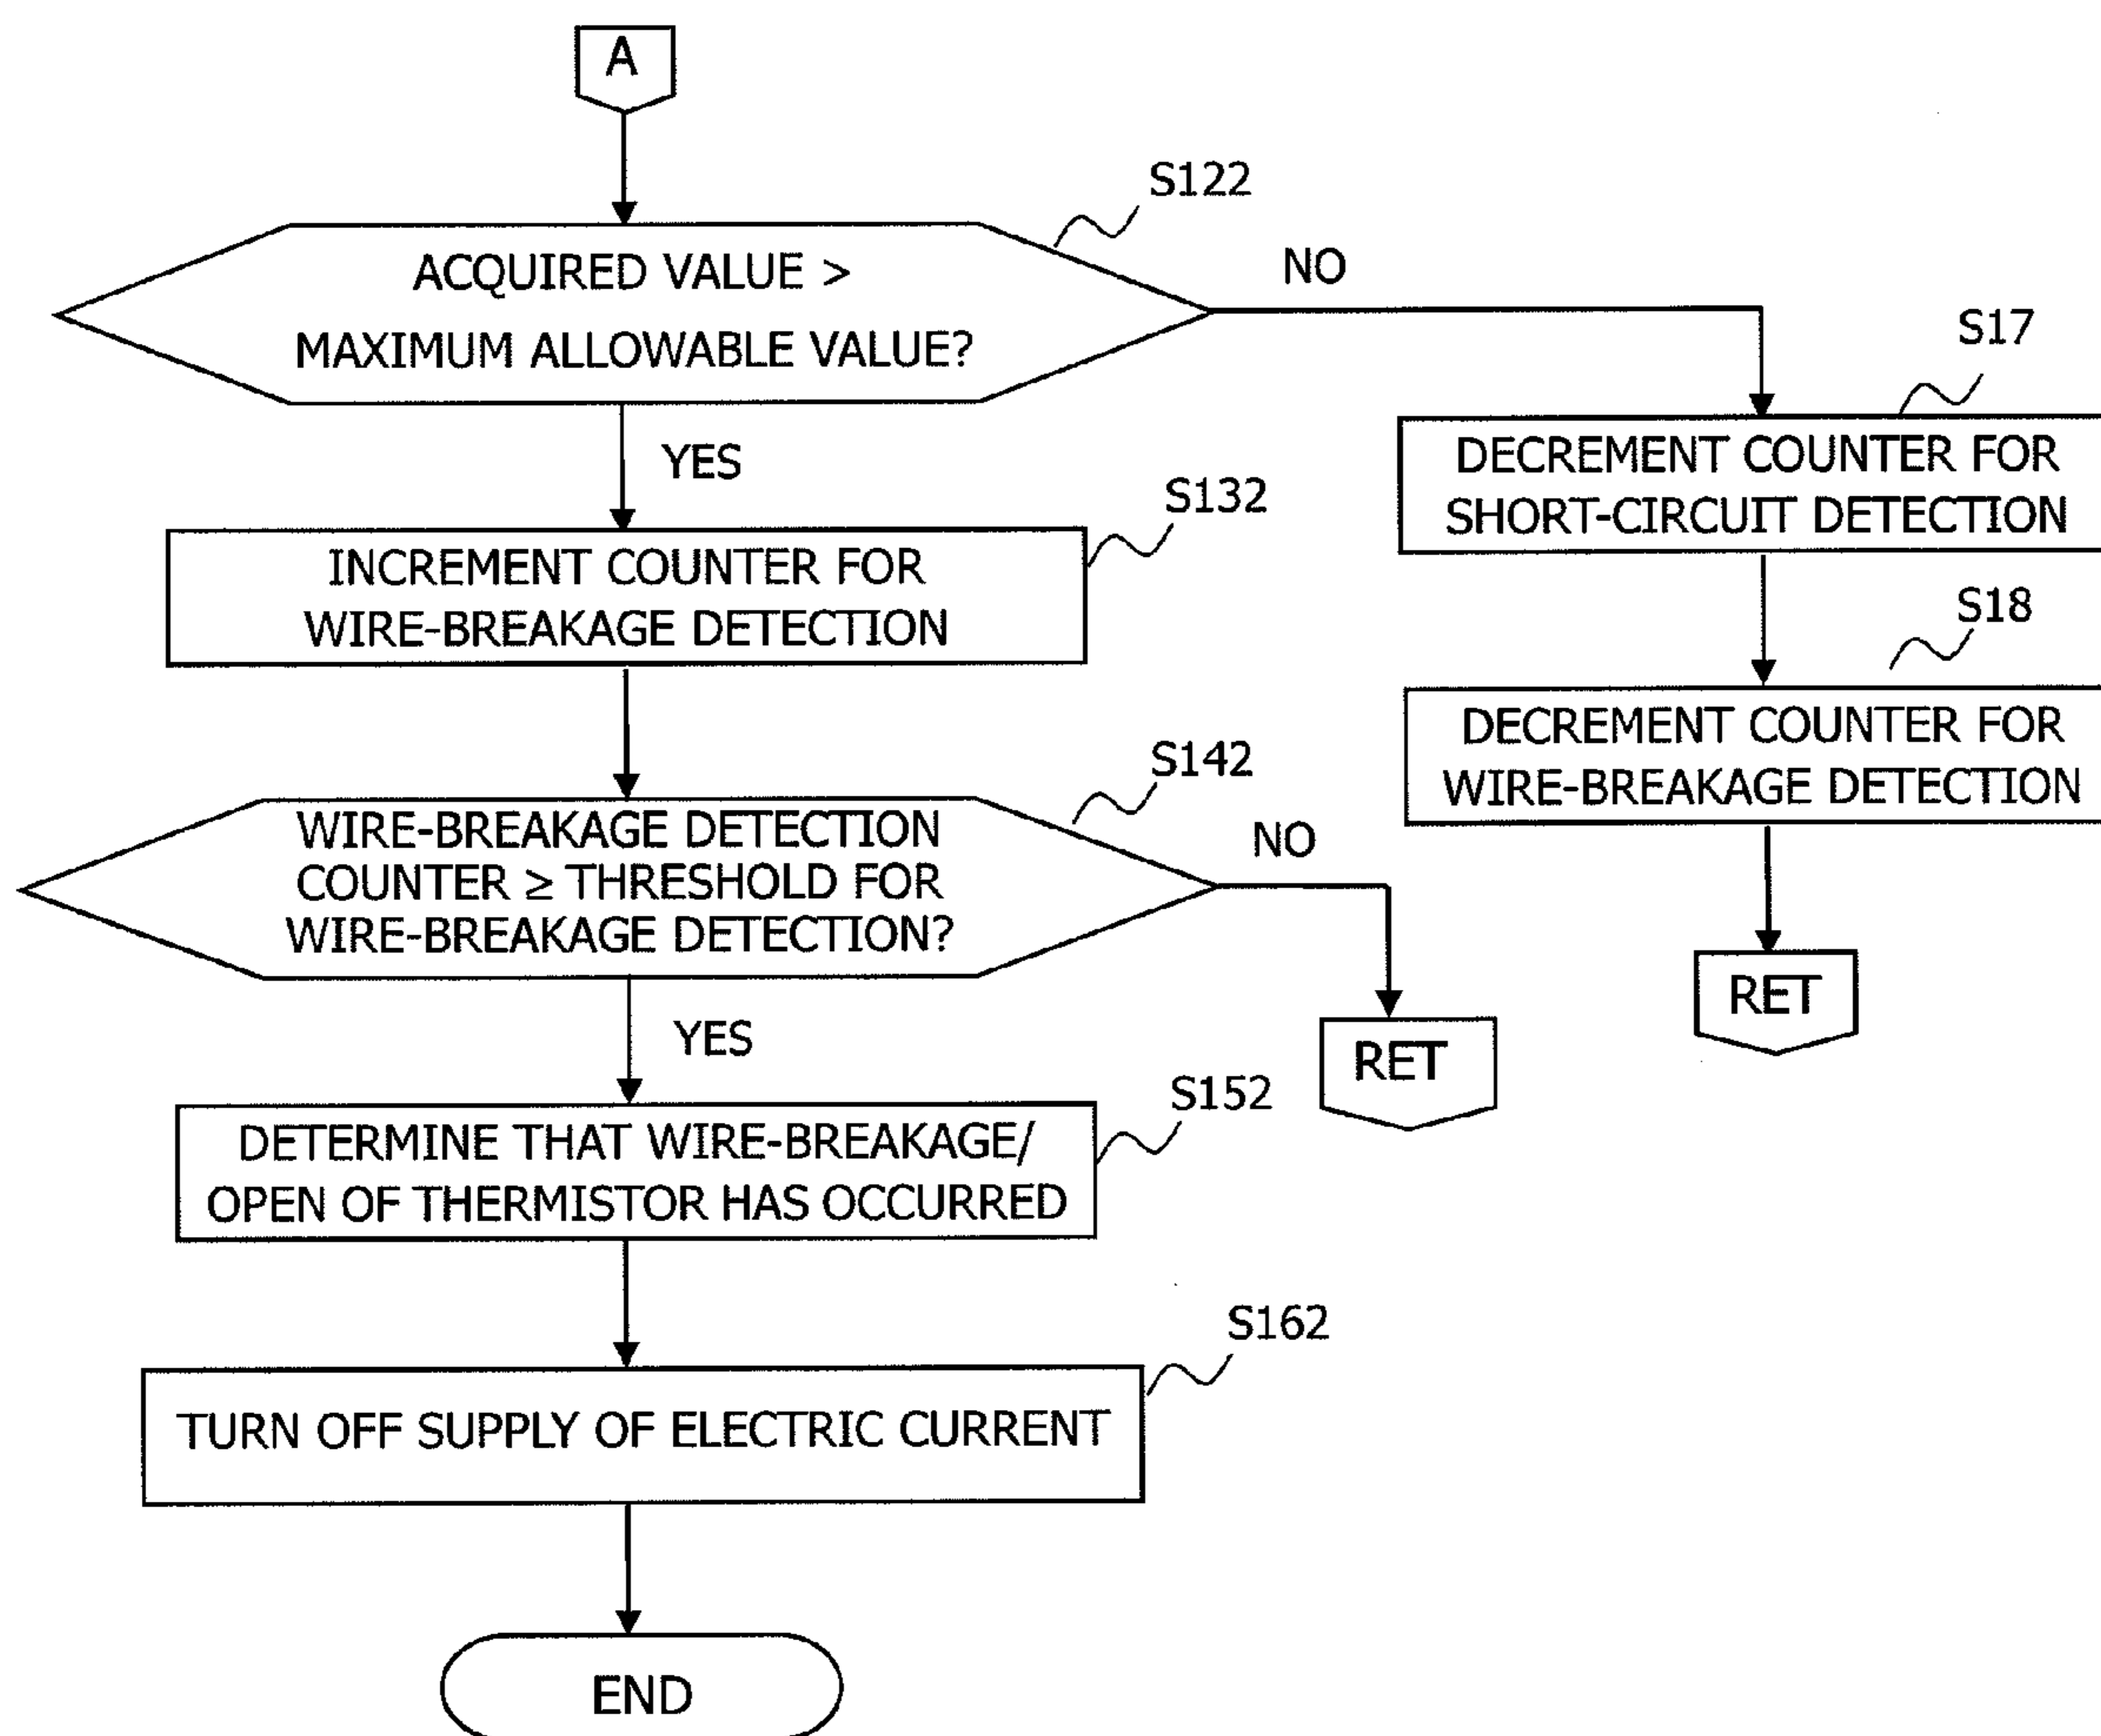 A
S122
ACQUIRED VALUE >
MAXIMUM ALLOWABLE VALUE?
NO
YES
S17
DECREMENT COUNTER FOR
SHORT-CIRCUIT DETECTION
S132
INCREMENT COUNTER FOR
WIRE-BREAKAGE DETECTION
S18
DECREMENT COUNTER FOR
WIRE-BREAKAGE DETECTION
RET
S142
WIRE-BREAKAGE DETECTION
COUNTER ≥ THRESHOLD FOR
WIRE-BREAKAGE DETECTION?
NO
RET
YES
S152
DETERMINE THAT WIRE-BREAKAGE/
OPEN OF THERMISTOR HAS OCCURRED
S162
TURN OFF SUPPLY OF ELECTRIC CURRENT
END